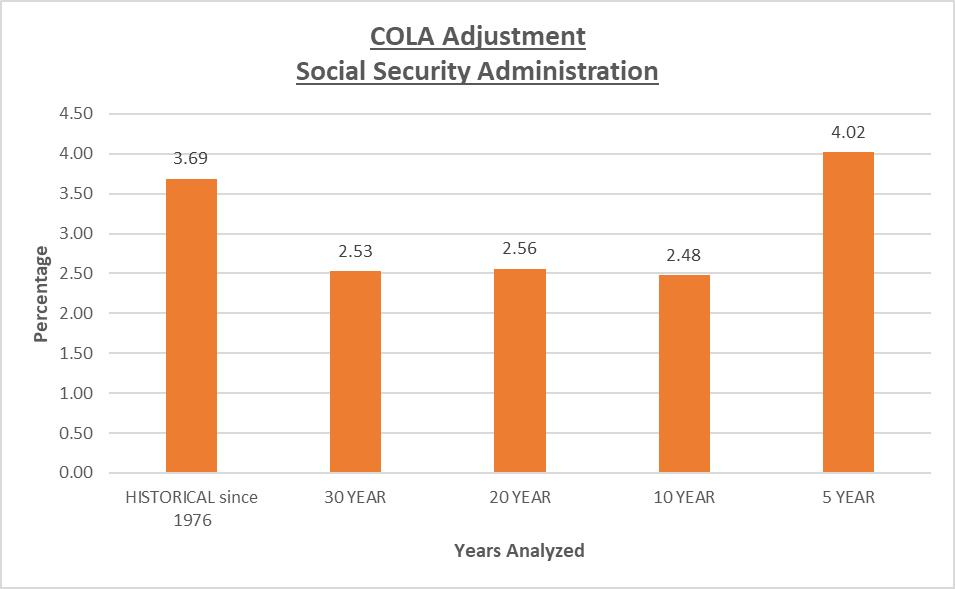 COLA Adjustment
Social Security Administration
4.50
4.00
3.50
3.00
2.50
2.00
1.50
1.00
0.50
0.00
Percentage
3.69
2.53
2.56
2.48
4.02
HISTORICAL since
1976
30 YEAR
20 YEAR
10 YEAR
5 YEAR
Years Analyzed